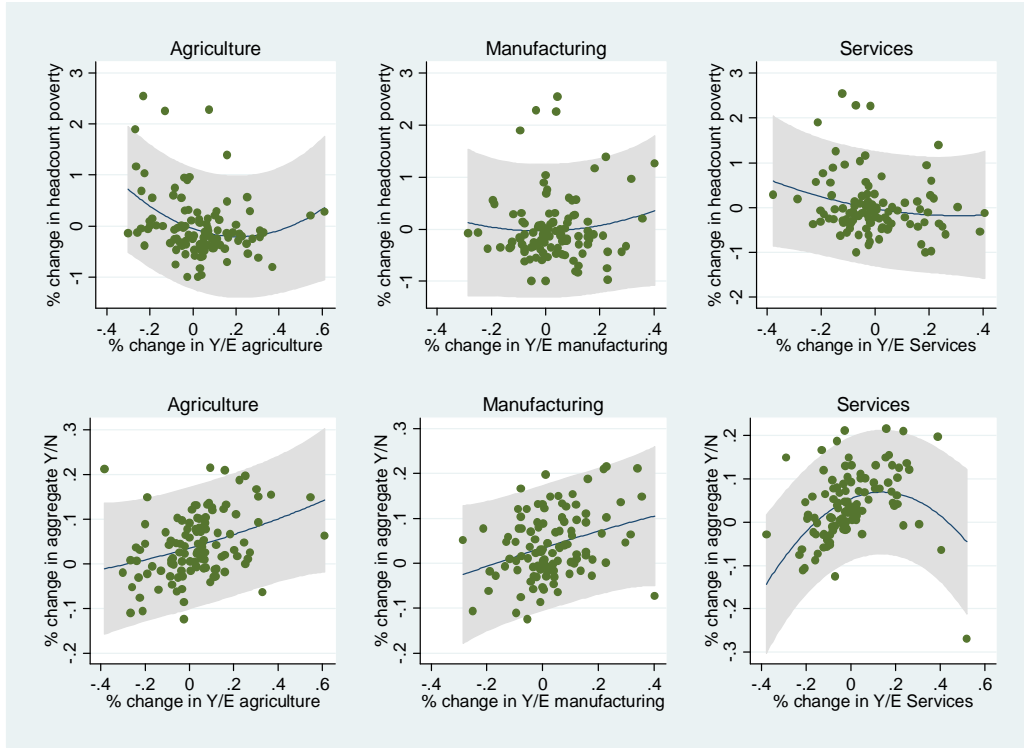 Agriculture
% change in headcount poverty
3
2
1
0
-1
-.4 -.2 0 .2 .4 .6
% change in Y/E agriculture
Manufacturing
% change in headcount poverty
3
2
1
0
-1
-.4 -.2 0 .2 .4
% change in Y/E manufacturing
Services
% change in headcount poverty
3
2
1
0
-1
-2
-.4 -.2 0 .2 .4
% change in Y/E Services
Agriculture
% change in aggregate Y/N
.3
.2
.1
0
-.1
-.2
-.4 -.2 0 .2 .4 .6
% change in Y/E agriculture
Manufacturing
% change in aggregate Y/N
.3
.2
.1
0
-.1
-.2
-.4 -.2 0 .2 .4
% change in Y/E manufacturing
Services
% change in aggregate Y/N
.2
.1
0
-.1
-.2
-.3
-.4 -.2 0 .2 .4 .6
% change in Y/E Services